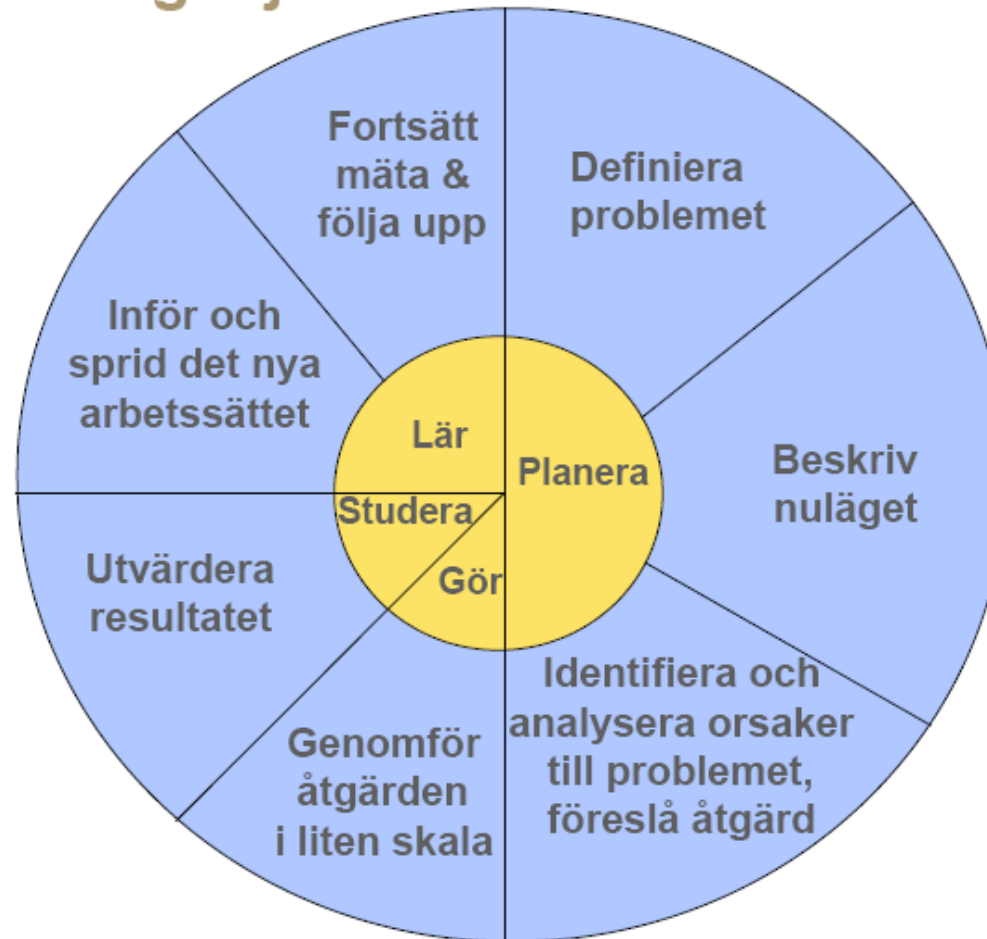 Definiera
problemet
Beskriv
nuläget
Identifiera och
analysera orsaker
till problemet,
föreslå åtgärd
Genomför
åtgärden
i liten skala
Utvärdera
resultatet
Inför och
sprid det nya
arbetssättet
Fortsätt
mäta &
följa upp
Planera
Gör
Studera
Lär